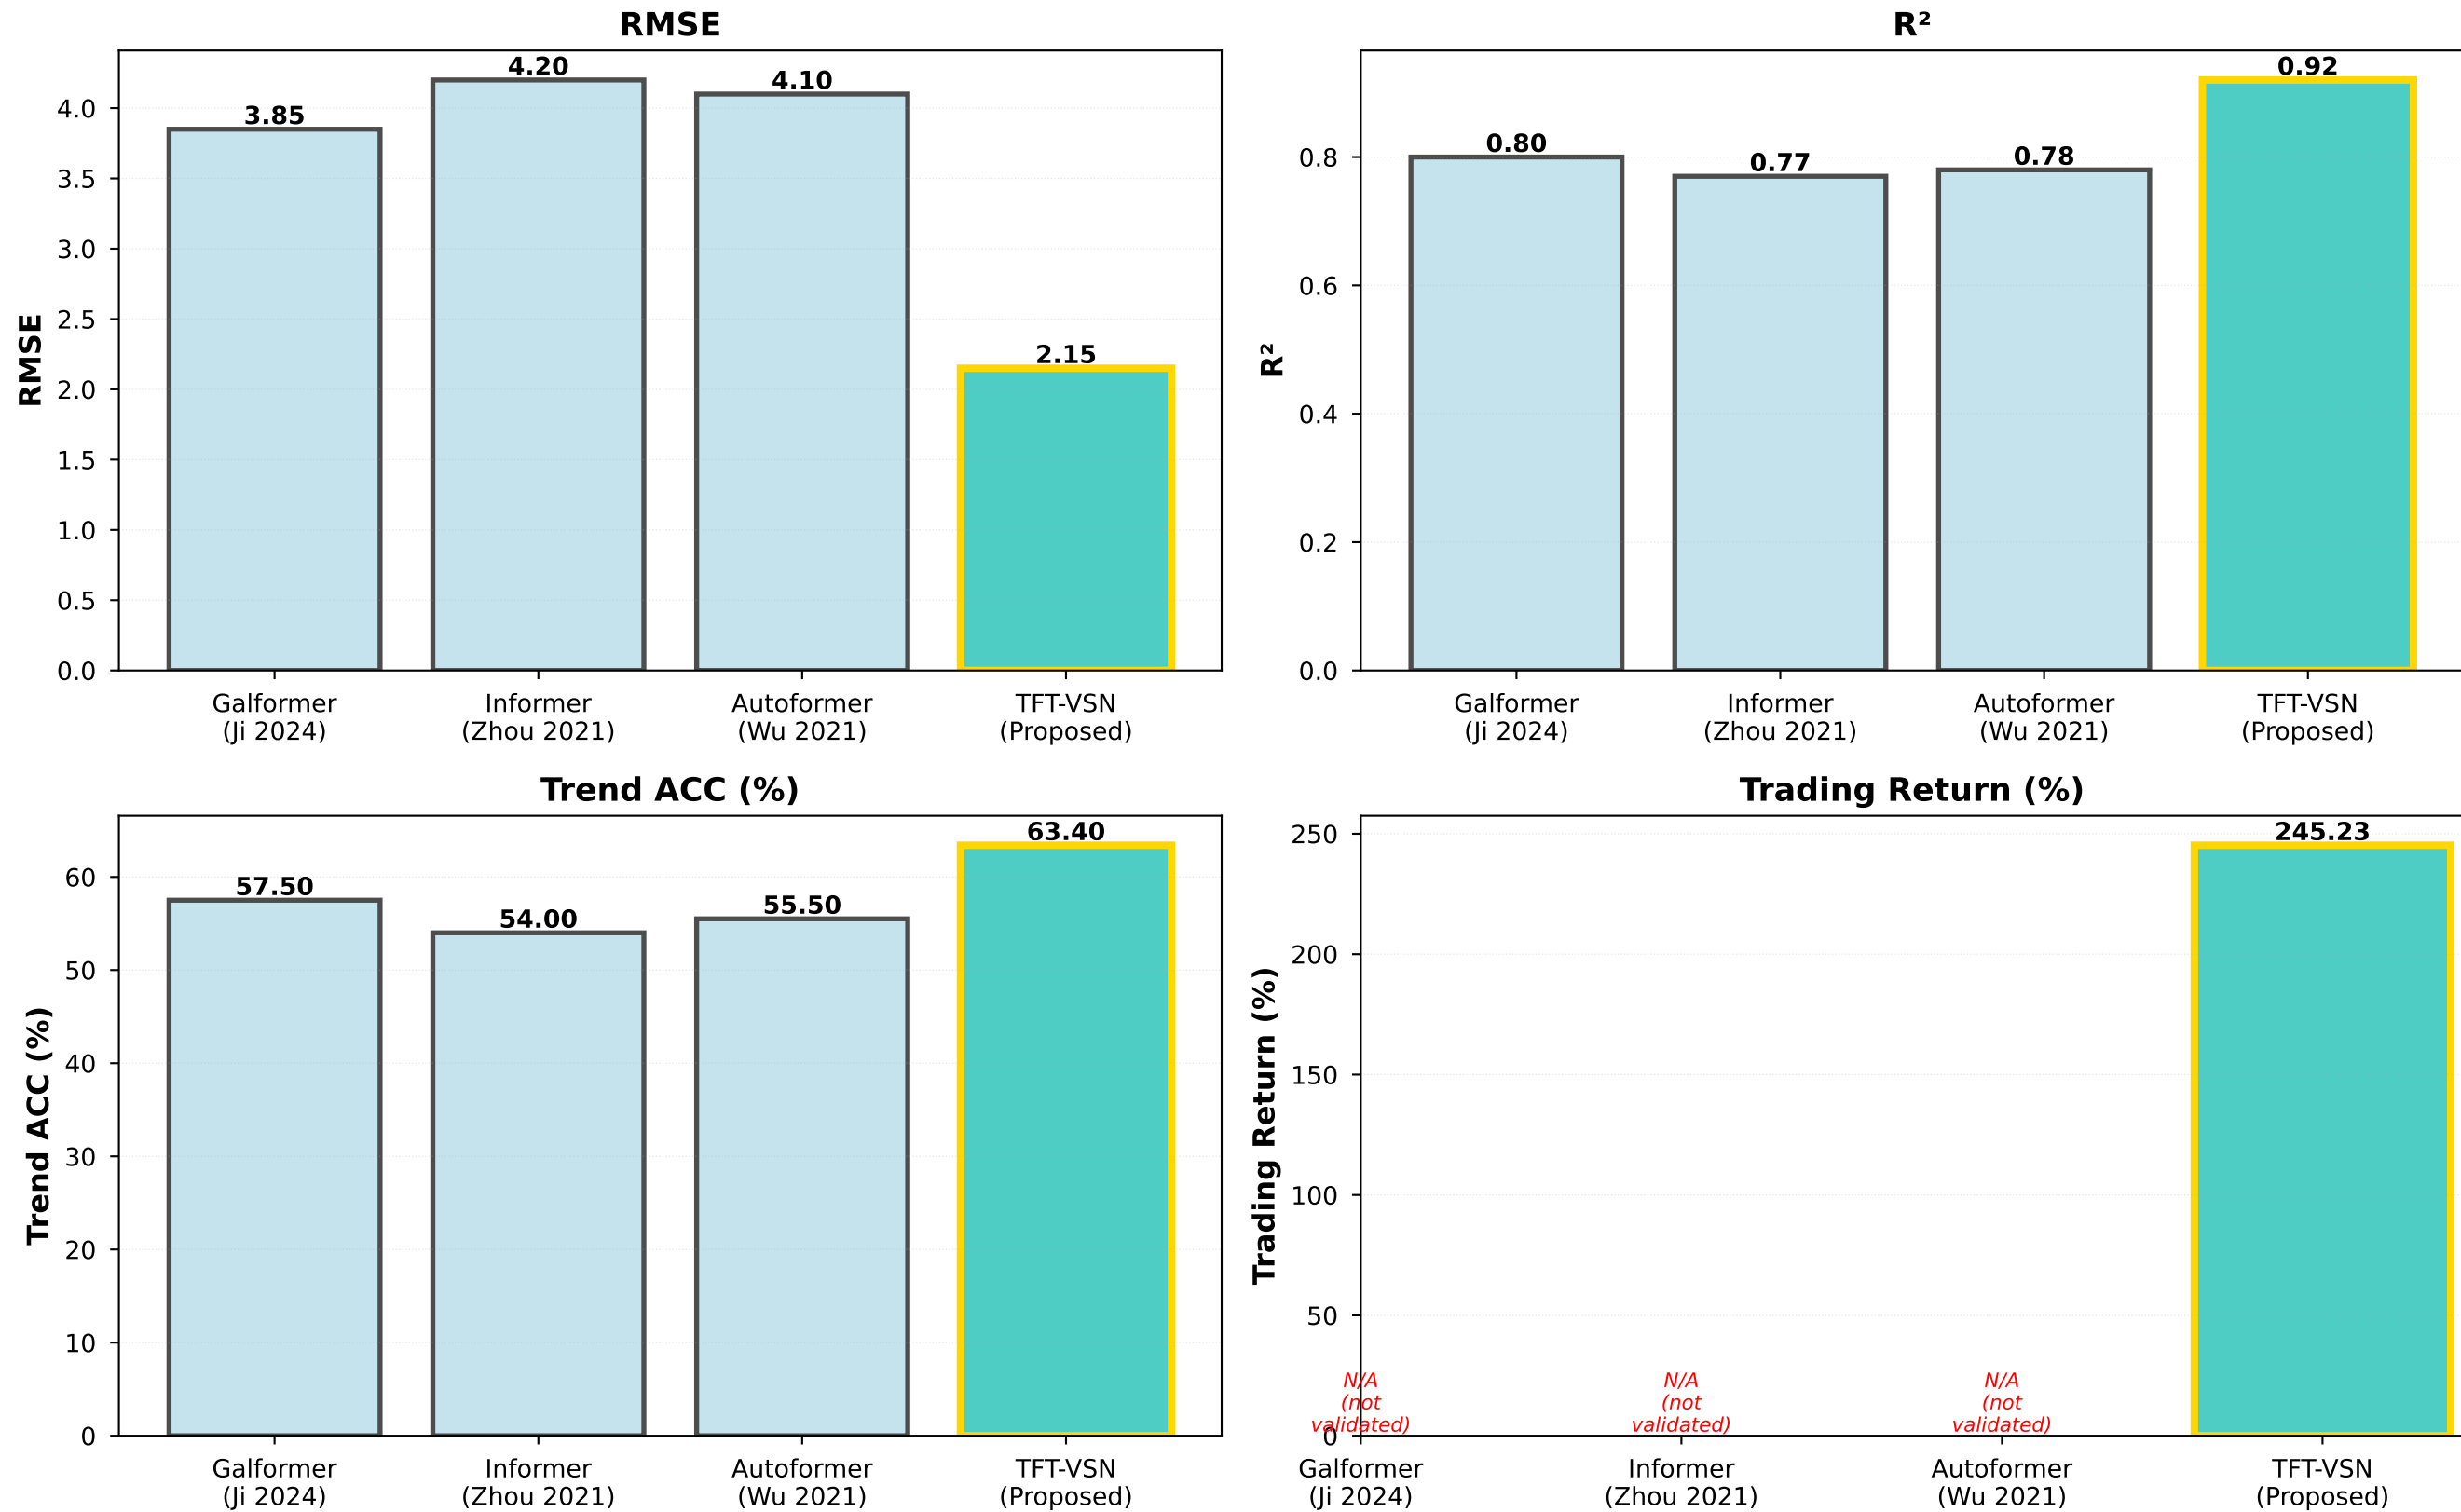 RMSE
4.20
4.10
3.85
2.15
4.0
3.5
3.0
2.5
2.0
1.5
1.0
0.5
0.0
RMSE
Galformer
(Ji 2024)
Informer
(Zhou 2021)
Autoformer
(Wu 2021)
TFT-VSN
(Proposed)
R²
0.92
0.80
0.77
0.78
0.8
0.6
0.4
0.2
0.0
R²
Galformer
(Ji 2024)
Informer
(Zhou 2021)
Autoformer
(Wu 2021)
TFT-VSN
(Proposed)
Trend ACC (%)
63.40
57.50
54.00
55.50
60
50
40
30
20
10
0
Trend ACC (%)
Galformer
(Ji 2024)
Informer
(Zhou 2021)
Autoformer
(Wu 2021)
TFT-VSN
(Proposed)
Trading Return (%)
245.23
250
200
150
100
50
0
Trading Return (%)
N/A
(not
validated)
N/A
(not
validated)
N/A
(not
validated)
Galformer
(Ji 2024)
Informer
(Zhou 2021)
Autoformer
(Wu 2021)
TFT-VSN
(Proposed)